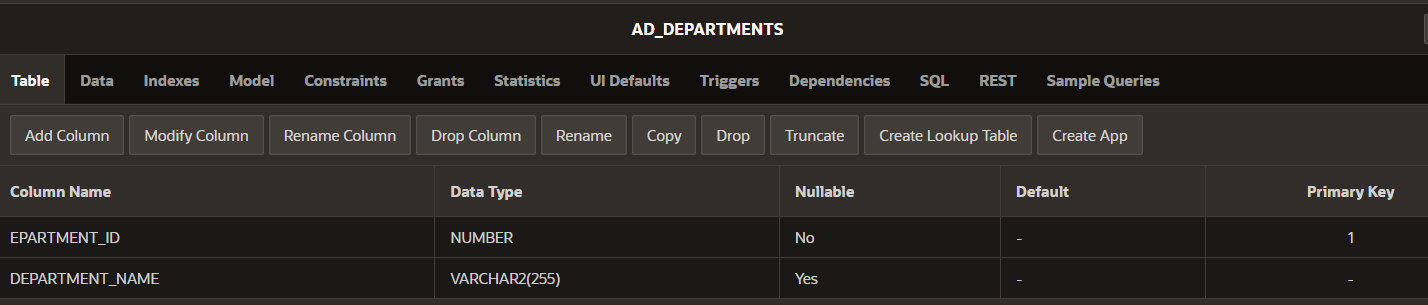 AD_DEPARTMENTS
Table Data Indexes Model Constraints Grants Statistics UI Defaults Triggers Dependencies SQL REST Sample Queries
Add Column Modify Column Rename Column Drop Column Rename Copy Drop Truncate Create Lookup Table Create App
Column Name Data Type Nullable Default Primary Key
EPARTMENT_ID NUMBER No - 1
DEPARTMENT_NAME VARCHAR2(255) Yes - -